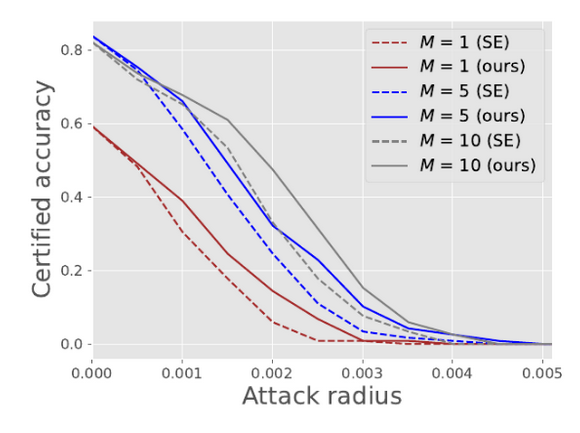 Certified accuracy
0.8
0.6
0.4
0.2
0.0
M = 1 (SE)
M = 1 (ours)
M = 5 (SE)
M = 5 (ours)
M = 10 (SE)
M = 10 (ours)
0.000 0.001 0.002 0.003 0.004 0.005
Attack radius